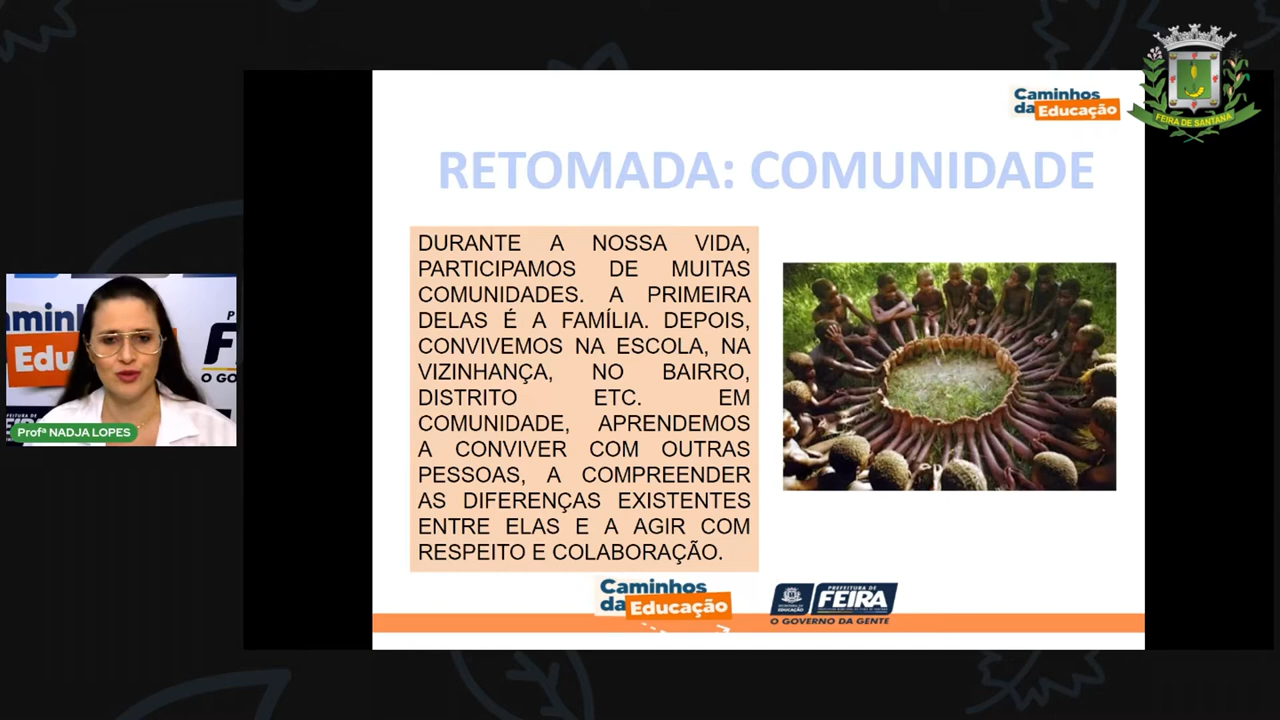 FEIRA DE SANTANA
Caminhos
da Educação
RETOMADA: COMUNIDADE
DURANTE A NOSSA VIDA,
PARTICIPAMOS DE MUITAS
COMUNIDADES. A PRIMEIRA
DELAS É A FAMÍLIA. DEPOIS,
CONVIVEMOS NA ESCOLA, NA
VIZINHANÇA, NO BAIRRO,
DISTRITO ETC. EM
COMUNIDADE, APRENDEMOS
A CONVIVER COM OUTRAS
PESSOAS, A COMPREENDER
AS DIFERENÇAS EXISTENTES
ENTRE ELAS E A AGIR COM
RESPEITO E COLABORAÇÃO.
Profª NADJA LOPES
Caminhos
da Educação
SECRETARIA DE
EDUCAÇÃO
PREFEITURA DE
FEIRA
O GOVERNO DA GENTE